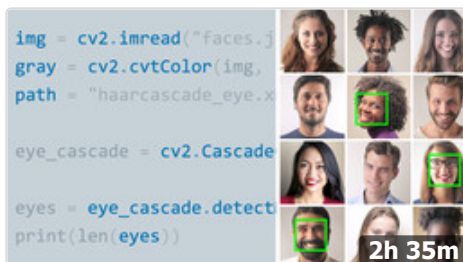 img = cv2.imread("faces.j
gray = cv2.cvtColor(img,
path = "haarcascade_eye.x
eye_cascade = cv2.Cascade
eyes = eye_cascade.detect
print(len(eyes))
2h 35m